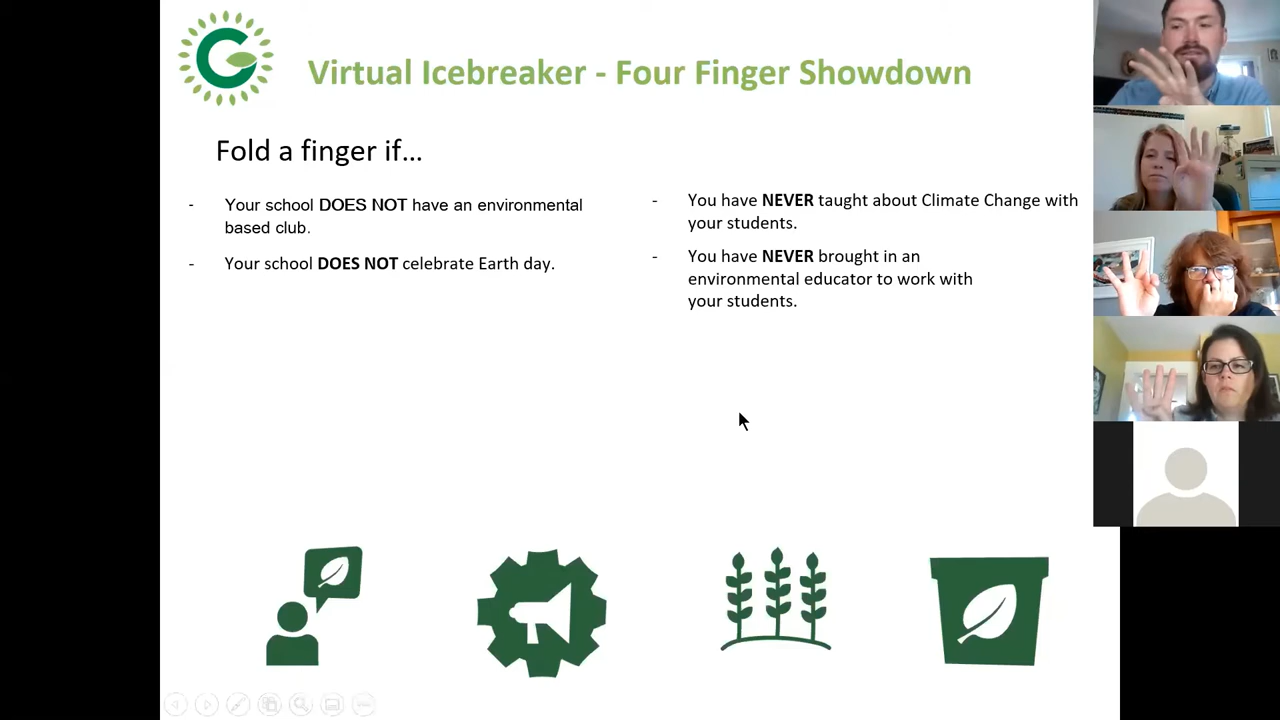 Virtual Icebreaker - Four Finger Showdown
Fold a finger if...
- Your school DOES NOT have an environmental
based club.
- Your school DOES NOT celebrate Earth day.
- You have NEVER taught about Climate Change with
your students.
- You have NEVER brought in an
environmental educator to work with
your students.